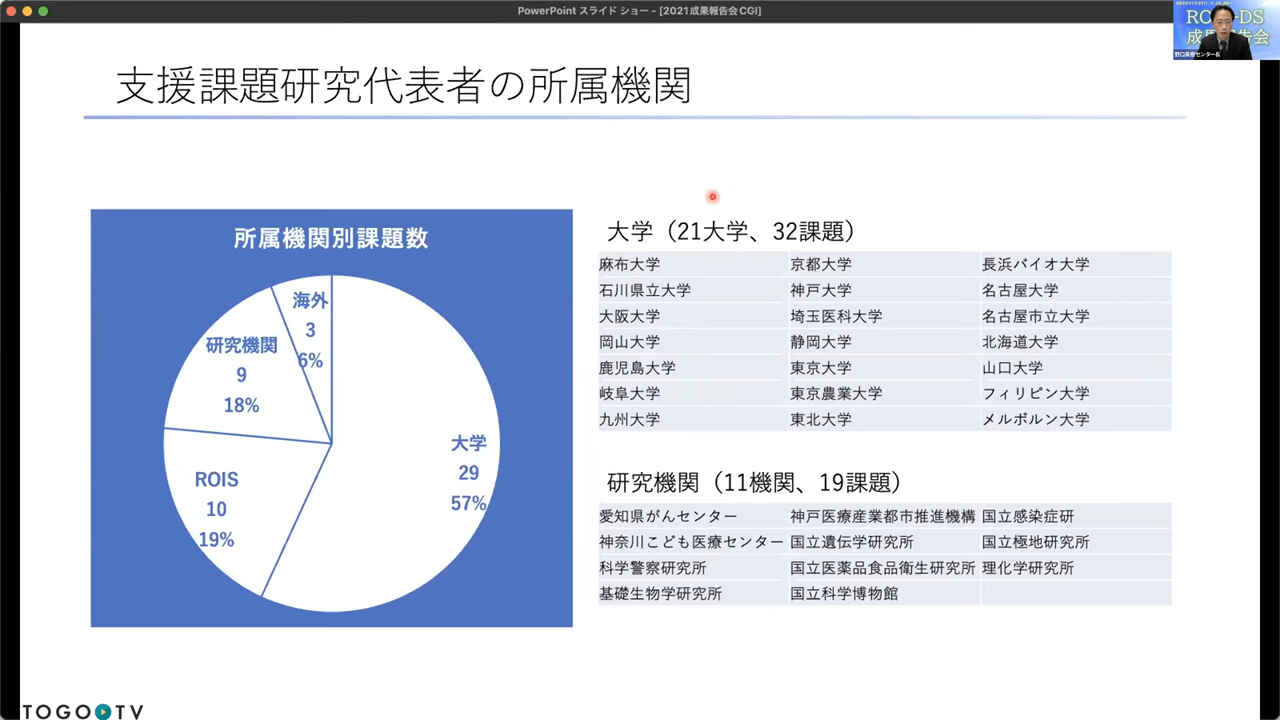 PowerPoint スライド ショー - [2021成果報告会CGI]
野口英樹センター長
支援課題研究代表者の所属機関
所属機関別課題数
海外
3
6%
研究機関
9
18%
ROIS
10
19%
大学
29
57%
大学（21大学、32課題）
麻布大学 京都大学 長浜バイオ大学
石川県立大学 神戸大学 名古屋大学
大阪大学 埼玉医科大学 名古屋市立大学
岡山大学 静岡大学 北海道大学
鹿児島大学 東京大学 山口大学
岐阜大学 東京農業大学 フィリピン大学
九州大学 東北大学 メルボルン大学
研究機関（11機関、19課題）
愛知県がんセンター 神戸医療産業都市推進機構 国立感染症研
神奈川こども医療センター 国立遺伝学研究所 国立極地研究所
科学警察研究所 国立医薬品食品衛生研究所 理化学研究所
基礎生物学研究所 国立科学博物館
TOGO TV